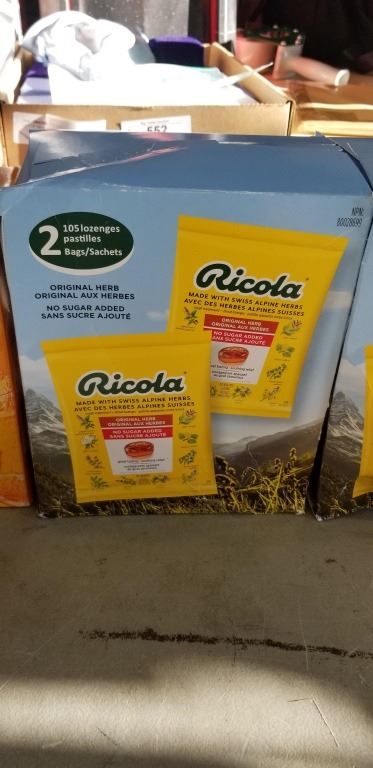 552
NPN:
80028699
2
105 lozenges
pastilles
Bags/Sachets
ORIGINAL HERB
ORIGINAL AUX HERBES
NO SUGAR ADDED
SANS SUCRE AJOUTÉ
Ricola
MADE WITH SWISS ALPINE HERBS
AVEC DES HERBES ALPINES SUISSES
ORIGINAL HERB
ORIGINAL AUX HERBES
NO SUGAR ADDED
SANS SUCRE AJOUTÉ
Ricola
MADE WITH SWISS ALPINE HERBS
AVEC DES HERBES ALPINES SUISSES
ORIGINAL HERB
ORIGINAL AUX HERBES
NO SUGAR ADDED
SANS SUCRE AJOUTÉ